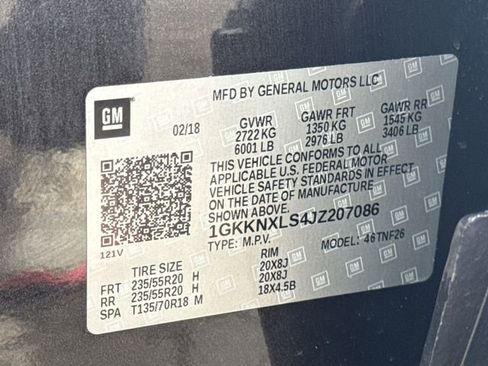 MFD BY GENERAL MOTORS LLC
GM
02/18
GVWR GAWR FRT GAWR RR
2722 KG 1350 KG 1545 KG
6001 LB 2976 LB 3406 LB
THIS VEHICLE CONFORMS TO ALL
APPLICABLE U.S. FEDERAL MOTOR
VEHICLE SAFETY STANDARDS IN EFFECT
ON THE DATE OF MANUFACTURE
SHOWN ABOVE.
1GKKNXLS4JZ207086
TYPE: M.P.V. MODEL: 46TNF26
121V
TIRE SIZE RIM
FRT 235/55R20 H 20X8J
RR 235/55R20 H 20X8J
SPA T135/70R18 M 18X4.5B